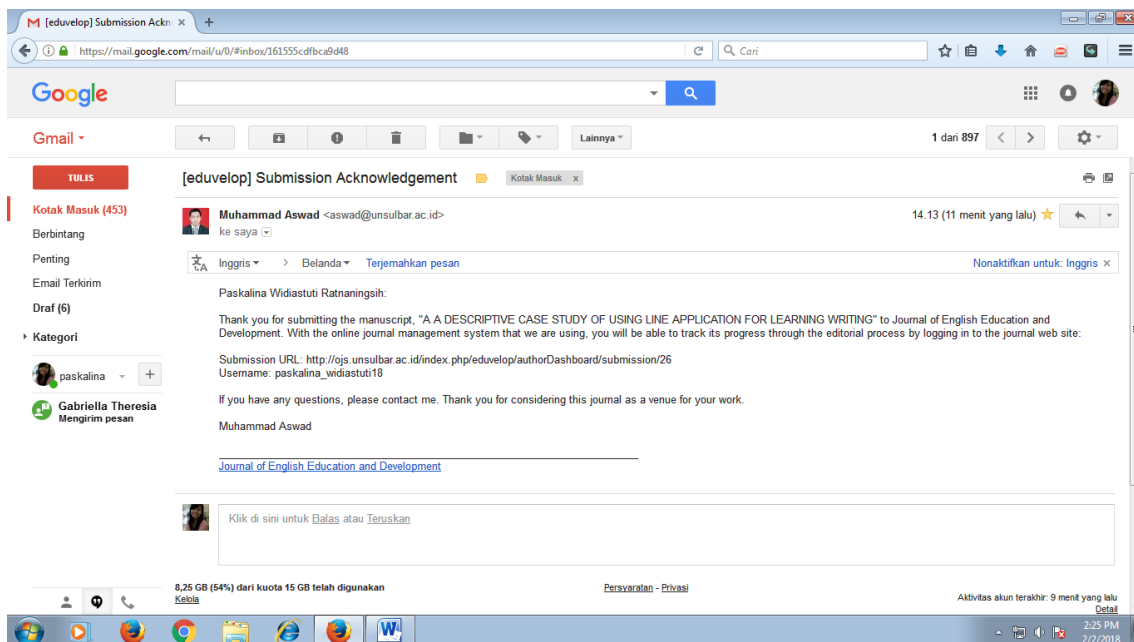 [eduvelop] Submission Ackn
https://mail.google.com/mail/u/0/#inbox/161555cdfbca9d48
Cari
Google
Gmail
Lainnya
1 dari 897
TULIS
[eduvelop] Submission Acknowledgement
Kotak Masuk x
Kotak Masuk (453)
Berbintang
Penting
Email Terkirim
Draf (6)
Kategori
paskalina
Gabriella Theresia
Mengirim pesan
Muhammad Aswad <aswad@unsulbar.ac.id>
14.13 (11 menit yang lalu)
ke saya
Inggris > Belanda Terjemahkan pesan
Nonaktifkan untuk: Inggris x
Paskalina Widiastuti Ratnaningsih:
Thank you for submitting the manuscript, "A A DESCRIPTIVE CASE STUDY OF USING LINE APPLICATION FOR LEARNING WRITING" to Journal of English Education and
Development. With the online journal management system that we are using, you will be able to track its progress through the editorial process by logging in to the journal web site:
Submission URL: http://ojs.unsulbar.ac.id/index.php/eduvelop/authorDashboard/submission/26
Username: paskalina_widiastuti18
If you have any questions, please contact me. Thank you for considering this journal as a venue for your work.
Muhammad Aswad
Journal of English Education and Development
Klik di sini untuk Balas atau Teruskan
8,25 GB (54%) dari kuota 15 GB telah digunakan
Kelola
Persyaratan - Privasi
Aktivitas akun terakhir: 9 menit yang lalu
Detail
2:25 PM
2/2/2018